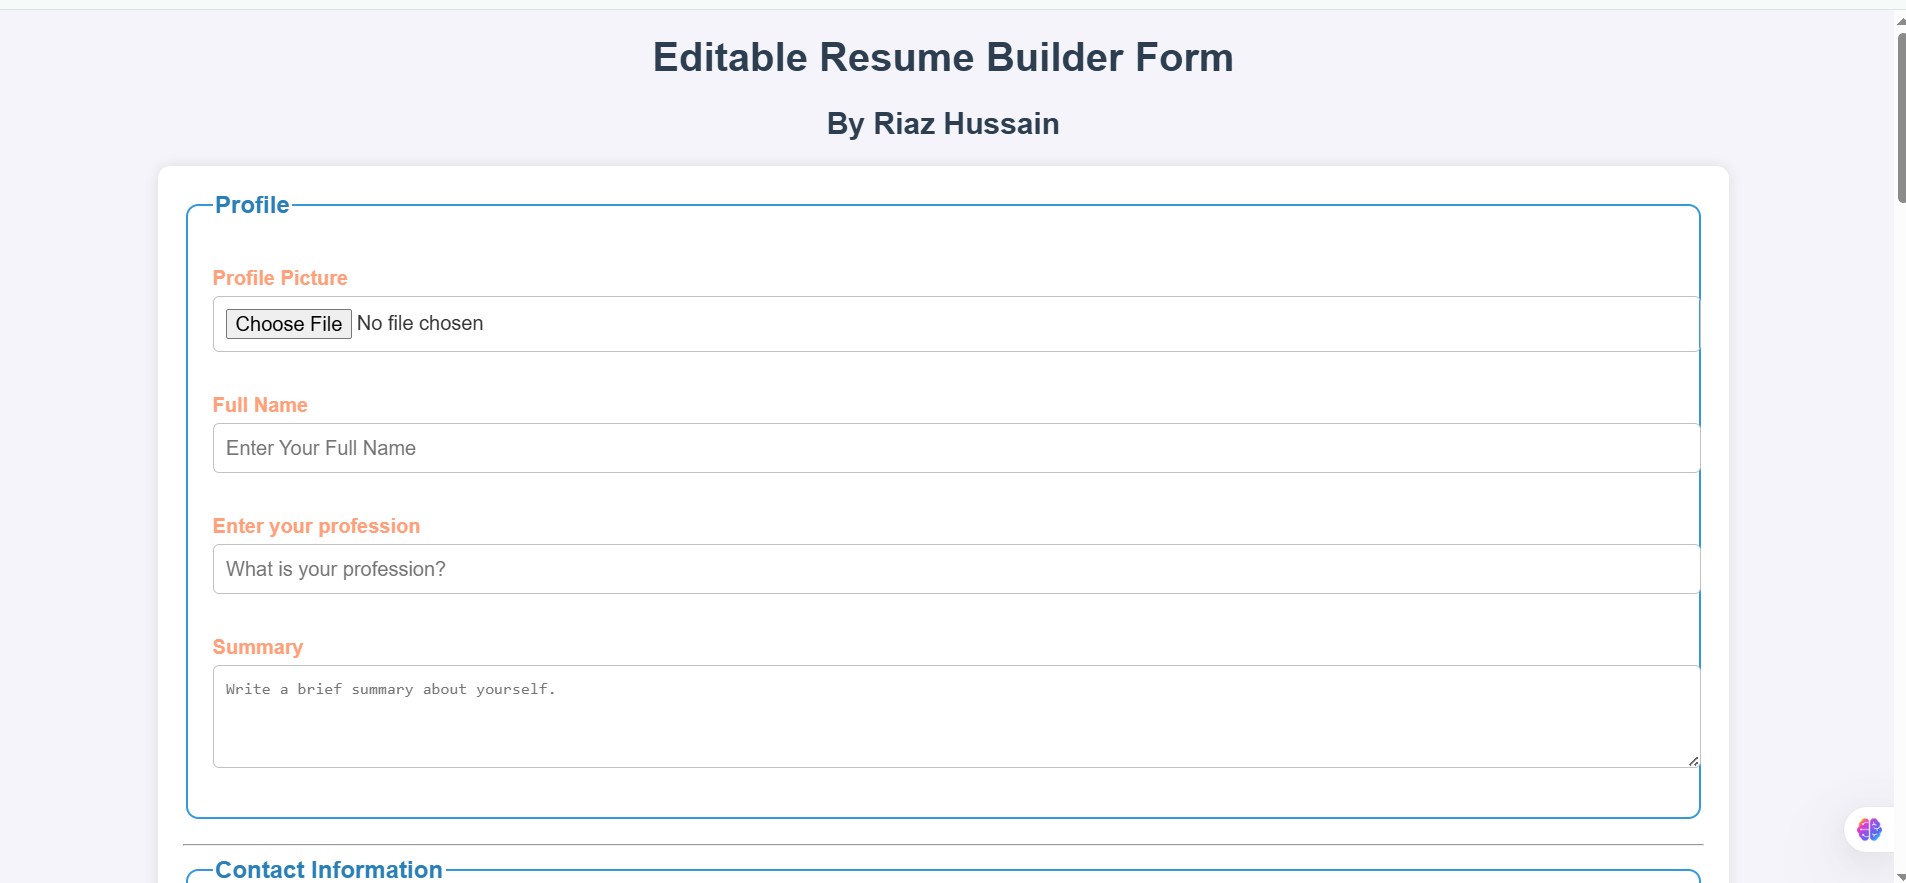 Editable Resume Builder Form
By Riaz Hussain
Profile
Profile Picture
Choose File No file chosen
Full Name
Enter Your Full Name
Enter your profession
What is your profession?
Summary
Write a brief summary about yourself.
Contact Information